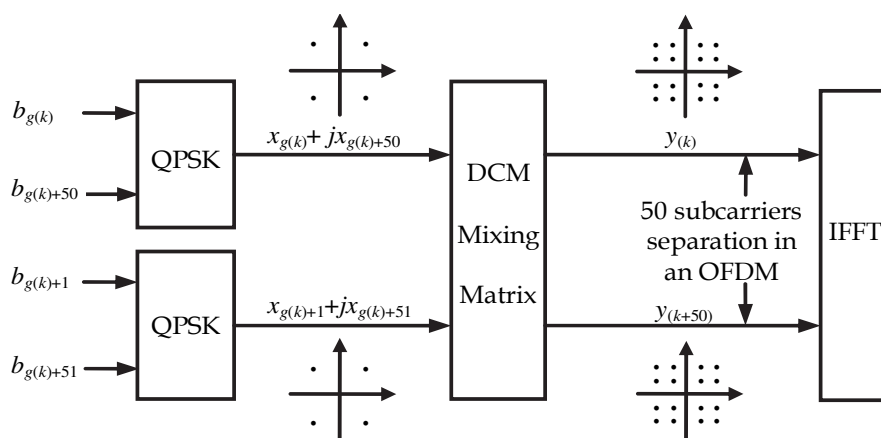 b_{g(k)}
b_{g(k)+50}
QPSK
x_{g(k)}+ jx_{g(k)+50}
b_{g(k)+1}
b_{g(k)+51}
QPSK
x_{g(k)+1}+jx_{g(k)+51}
DCM
Mixing
Matrix
y_{(k)}
50 subcarriers
separation in
an OFDM
y_{(k+50)}
IFFT